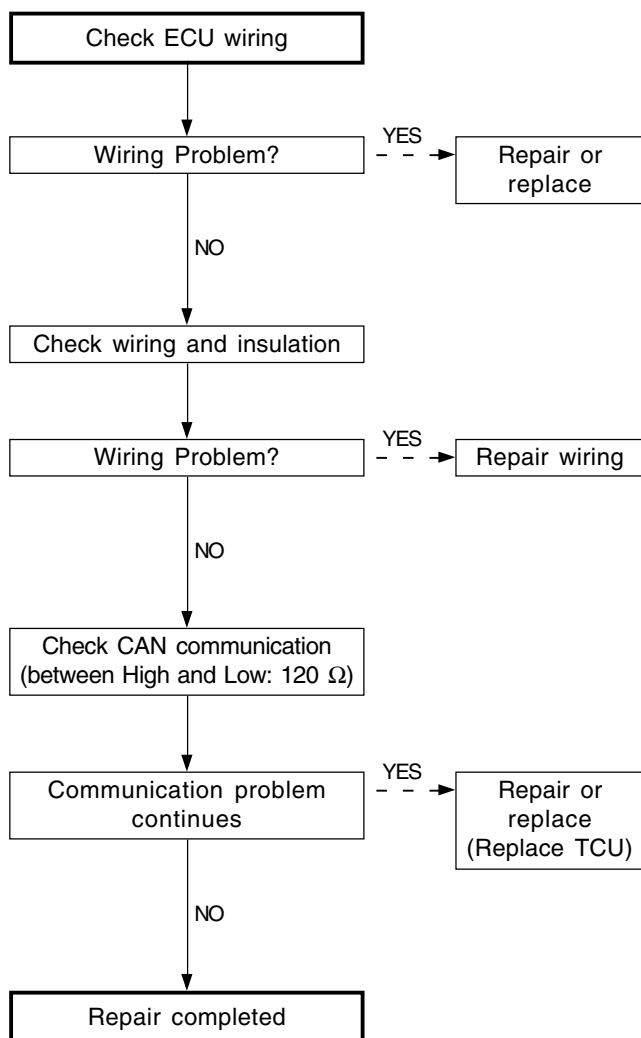 Check ECU wiring
YES
Wiring Problem?
Repair or
replace
NO
Check wiring and insulation
YES
Wiring Problem?
Repair wiring
NO
Check CAN communication
(between High and Low: 120 Ω)
YES
Communication problem
continues
Repair or
replace
(Replace TCU)
NO
Repair completed